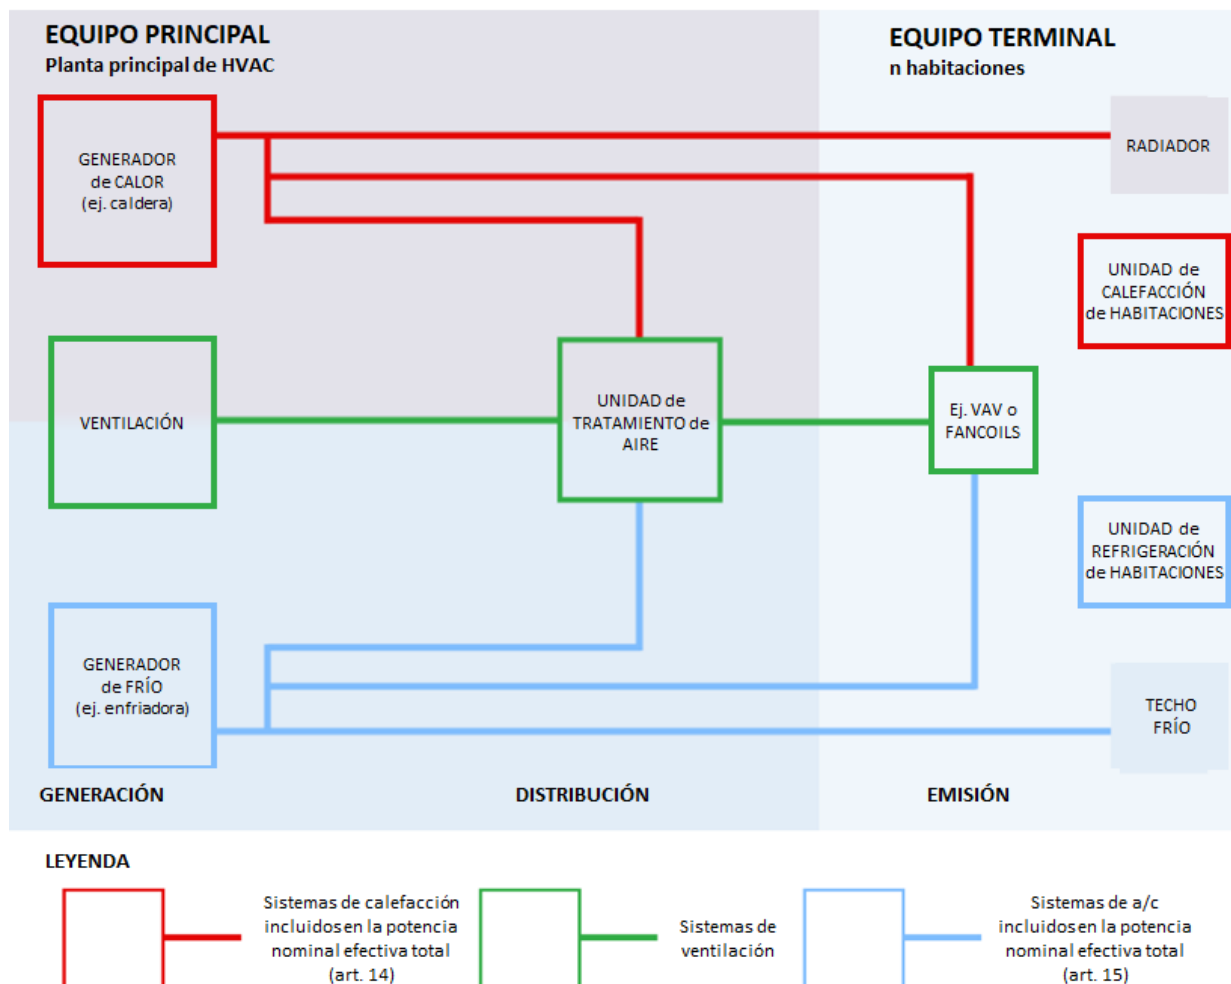 EQUIPO PRINCIPAL
Planta principal de HVAC
EQUIPO TERMINAL
n habitaciones
GENERADOR
de CALOR
(ej. caldera)
RADIADOR
UNIDAD de
CALEFACCIÓN
de HABITACIONES
VENTILACIÓN
UNIDAD de
TRATAMIENTO de
AIRE
Ej. VAV o
FANCOILS
UNIDAD de
REFRIGERACIÓN
de HABITACIONES
GENERADOR
de FRÍO
(ej. enfriadora)
TECHO
FRÍO
GENERACIÓN
DISTRIBUCIÓN
EMISIÓN
LEYENDA
Sistemas de calefacción
incluidos en la potencia
nominal efectiva total
(art. 14)
Sistemas de
ventilación
Sistemas de a/c
incluidos en la potencia
nominal efectiva total
(art. 15)